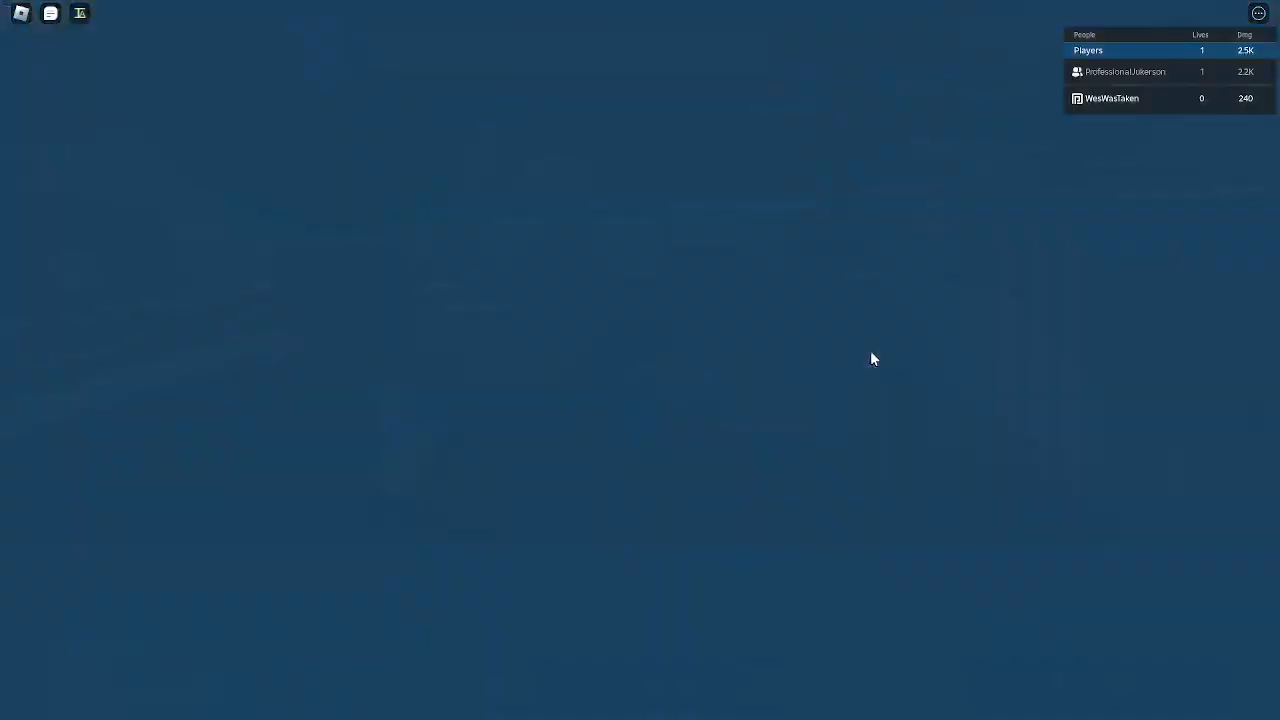 People Lives Dmg
Players 1 2.5K
ProfessionalJukerson 1 2.2K
WesWasTaken 0 240